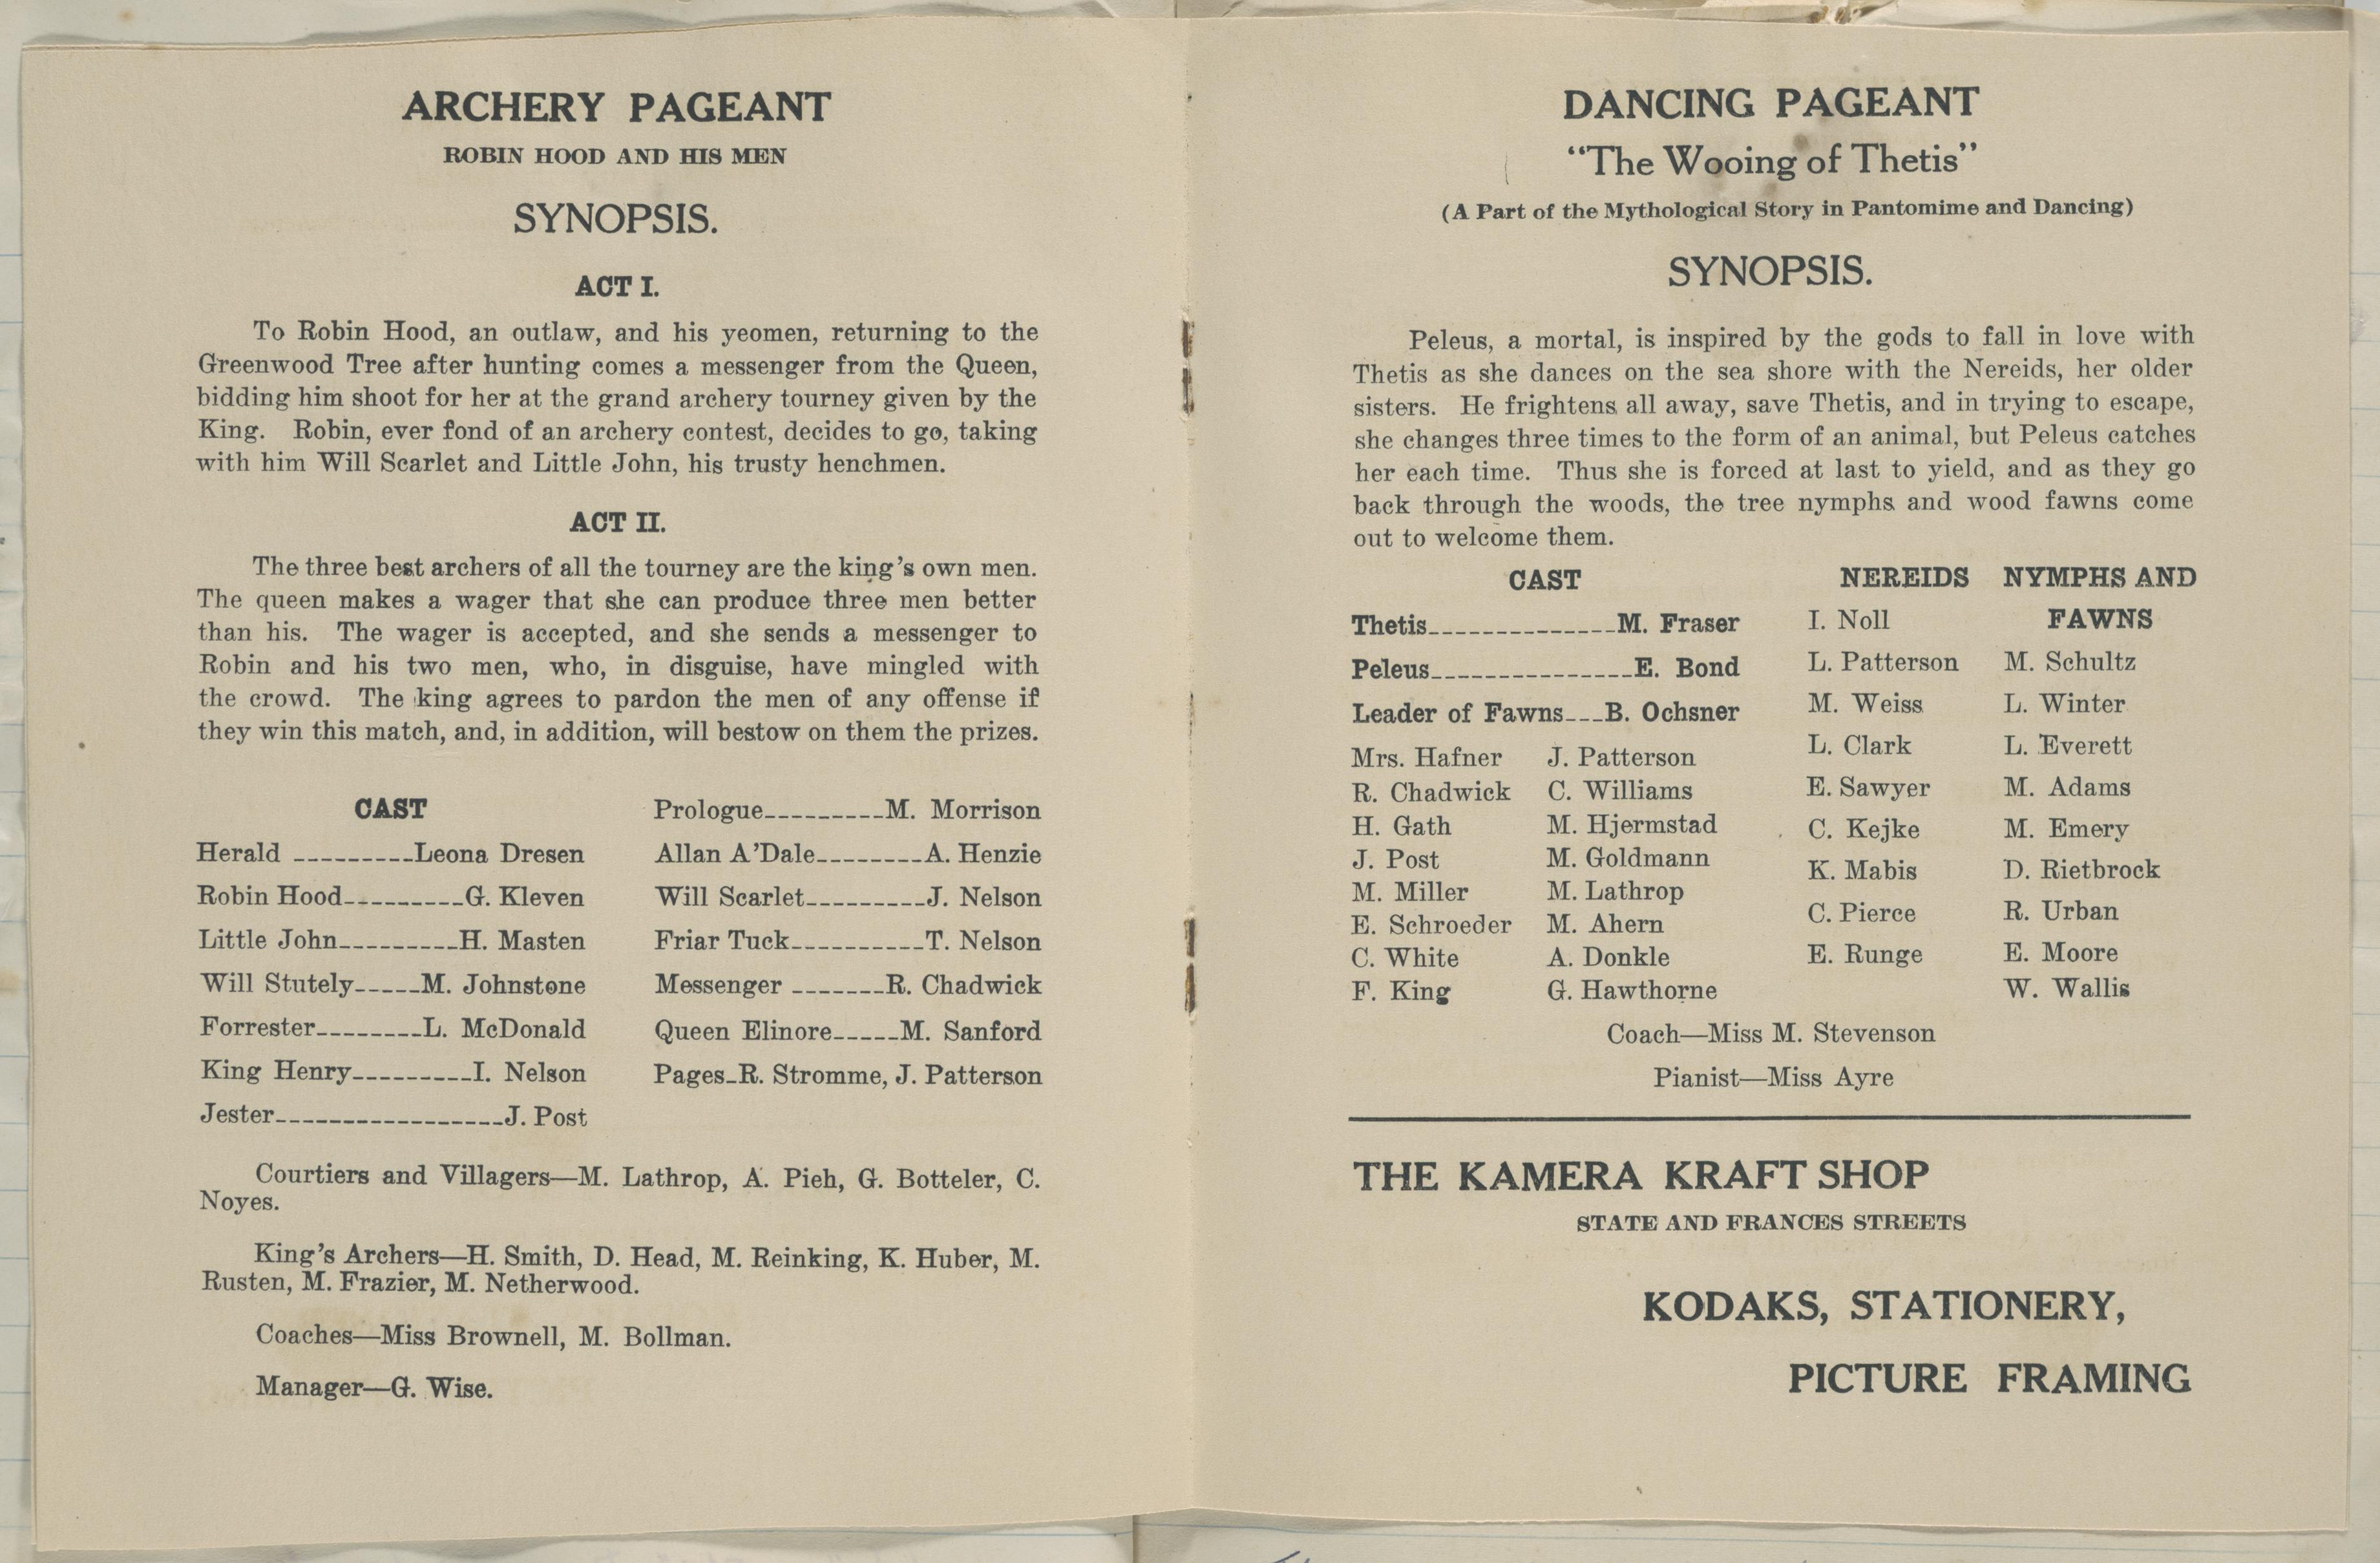 ARCHERY PAGEANT
ROBIN HOOD AND HIS MEN
SYNOPSIS.
ACT I.
To Robin Hood, an outlaw, and his yeomen, returning to the
Greenwood Tree after hunting comes a messenger from the Queen,
bidding him shoot for her at the grand archery tourney given by the
King. Robin, ever fond of an archery contest, decides to go, taking
with him Will Scarlet and Little John, his trusty henchmen.
ACT II.
The three best archers of all the tourney are the king's own men.
The queen makes a wager that she can produce three men better
than his. The wager is accepted, and she sends a messenger to
Robin and his two men, who, in disguise, have mingled with
the crowd. The king agrees to pardon the men of any offense if
they win this match, and, in addition, will bestow on them the prizes.
CAST
Herald ---------Leona Dresen
Robin Hood---------G. Kleven
Little John---------H. Masten
Will Stutely-----M. Johnstone
Forrester--------L. McDonald
King Henry---------I. Nelson
Jester-----------------J. Post
Prologue---------M. Morrison
Allan A'Dale--------A. Henzie
Will Scarlet---------J. Nelson
Friar Tuck----------T. Nelson
Messenger -------R. Chadwick
Queen Elinore-----M. Sanford
Pages-R. Stromme, J. Patterson
Courtiers and Villagers—M. Lathrop, A. Pieh, G. Botteler, C.
Noyes.
King's Archers—H. Smith, D. Head, M. Reinking, K. Huber, M.
Rusten, M. Frazier, M. Netherwood.
Coaches—Miss Brownell, M. Bollman.
Manager—G. Wise.
DANCING PAGEANT
"The Wooing of Thetis"
(A Part of the Mythological Story in Pantomime and Dancing)
SYNOPSIS.
Peleus, a mortal, is inspired by the gods to fall in love with
Thetis as she dances on the sea shore with the Nereids, her older
sisters. He frightens all away, save Thetis, and in trying to escape,
she changes three times to the form of an animal, but Peleus catches
her each time. Thus she is forced at last to yield, and as they go
back through the woods, the tree nymphs and wood fawns come
out to welcome them.
CAST
Thetis--------------M. Fraser
Peleus---------------E. Bond
Leader of Fawns---B. Ochsner
Mrs. Hafner
R. Chadwick
H. Gath
J. Post
M. Miller
E. Schroeder
C. White
F. King
J. Patterson
C. Williams
M. Hjermstad
M. Goldmann
M. Lathrop
M. Ahern
A. Donkle
G. Hawthorne
NEREIDS
I. Noll
L. Patterson
M. Weiss
L. Clark
E. Sawyer
C. Kejke
K. Mabis
C. Pierce
E. Runge
NYMPHS AND
FAWNS
M. Schultz
L. Winter
L. Everett
M. Adams
M. Emery
D. Rietbrock
R. Urban
E. Moore
W. Wallis
Coach—Miss M. Stevenson
Pianist—Miss Ayre
THE KAMERA KRAFT SHOP
STATE AND FRANCES STREETS
KODAKS, STATIONERY,
PICTURE FRAMING